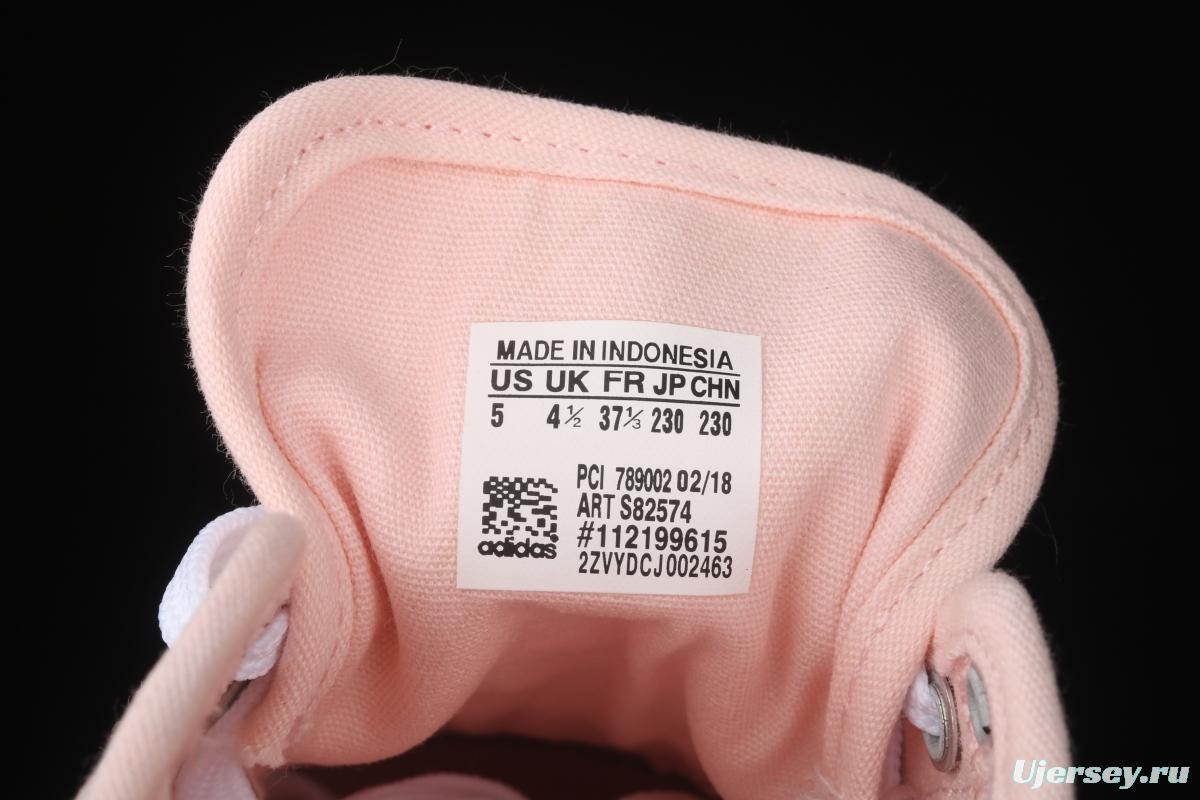 MADE IN INDONESIA
US UK FR JP CHN
5 4½ 37⅓ 230 230
PCI 789002 02/18
ART S82574
#112199615
adidas
2ZVYDCJ002463
Ujersey.ru